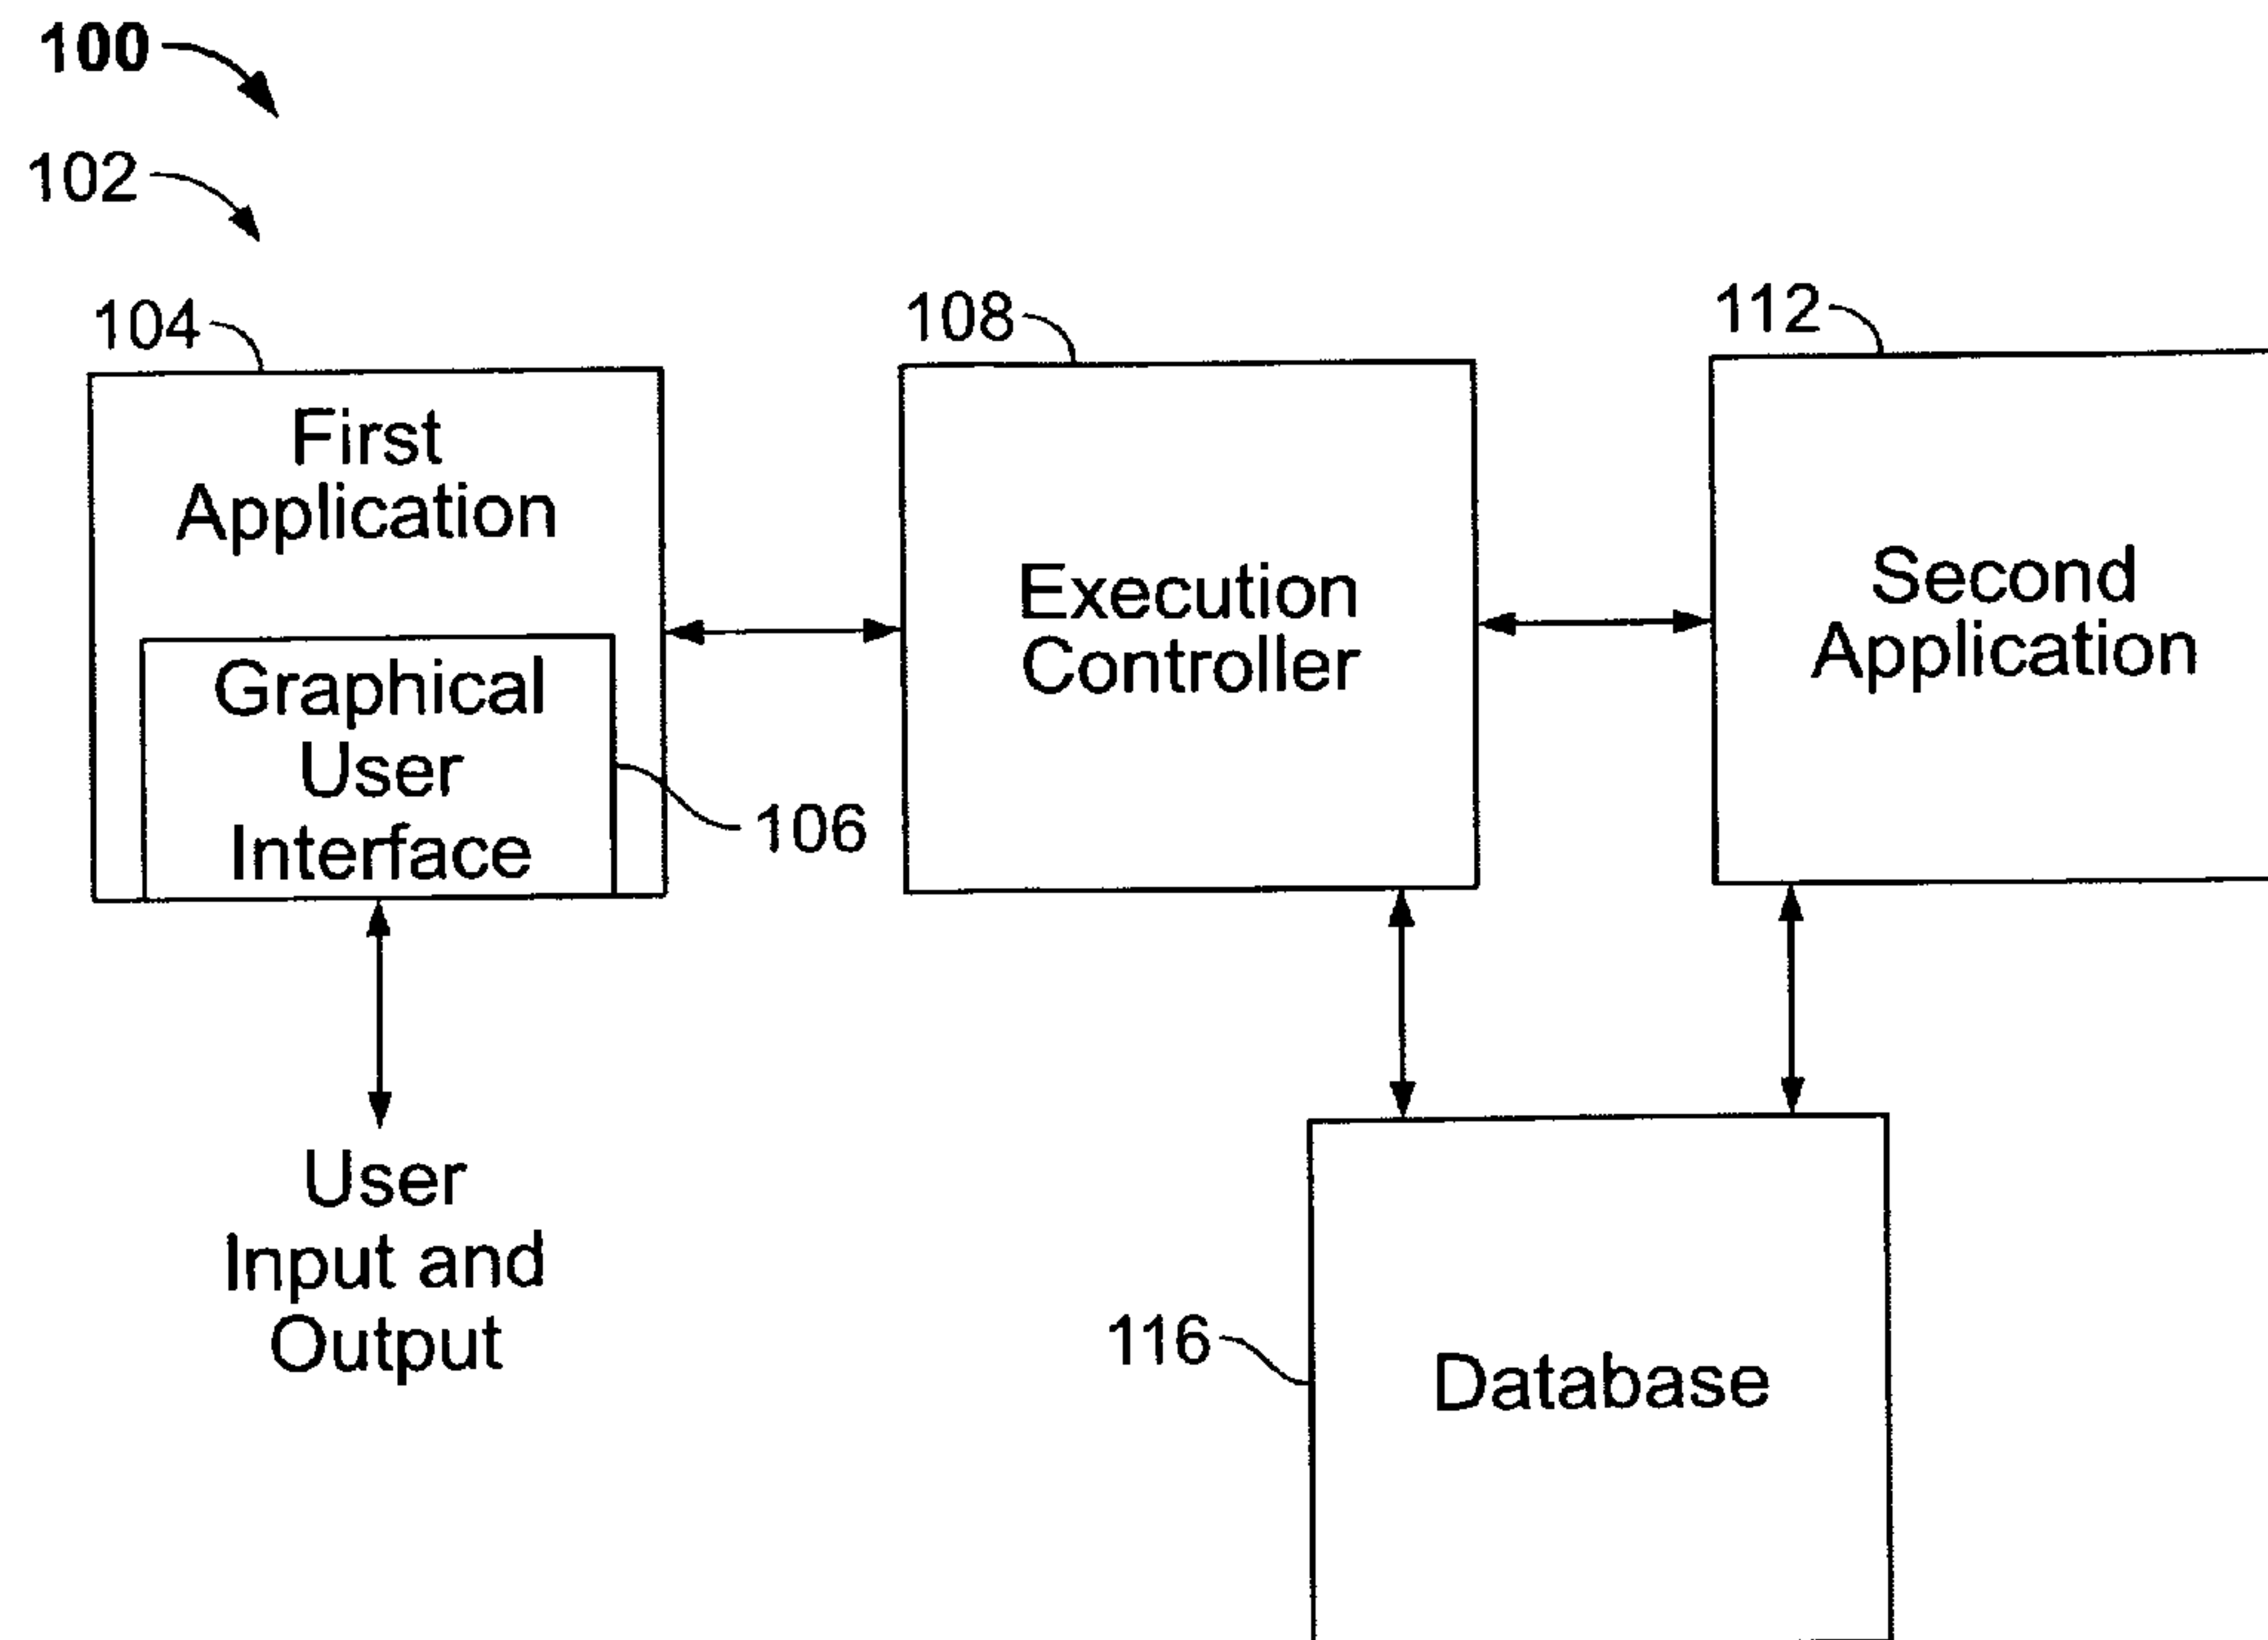 100
102
104
108
112
First
Application
Graphical
User
Interface
106
Execution
Controller
Second
Application
User
Input and
Output
116
Database